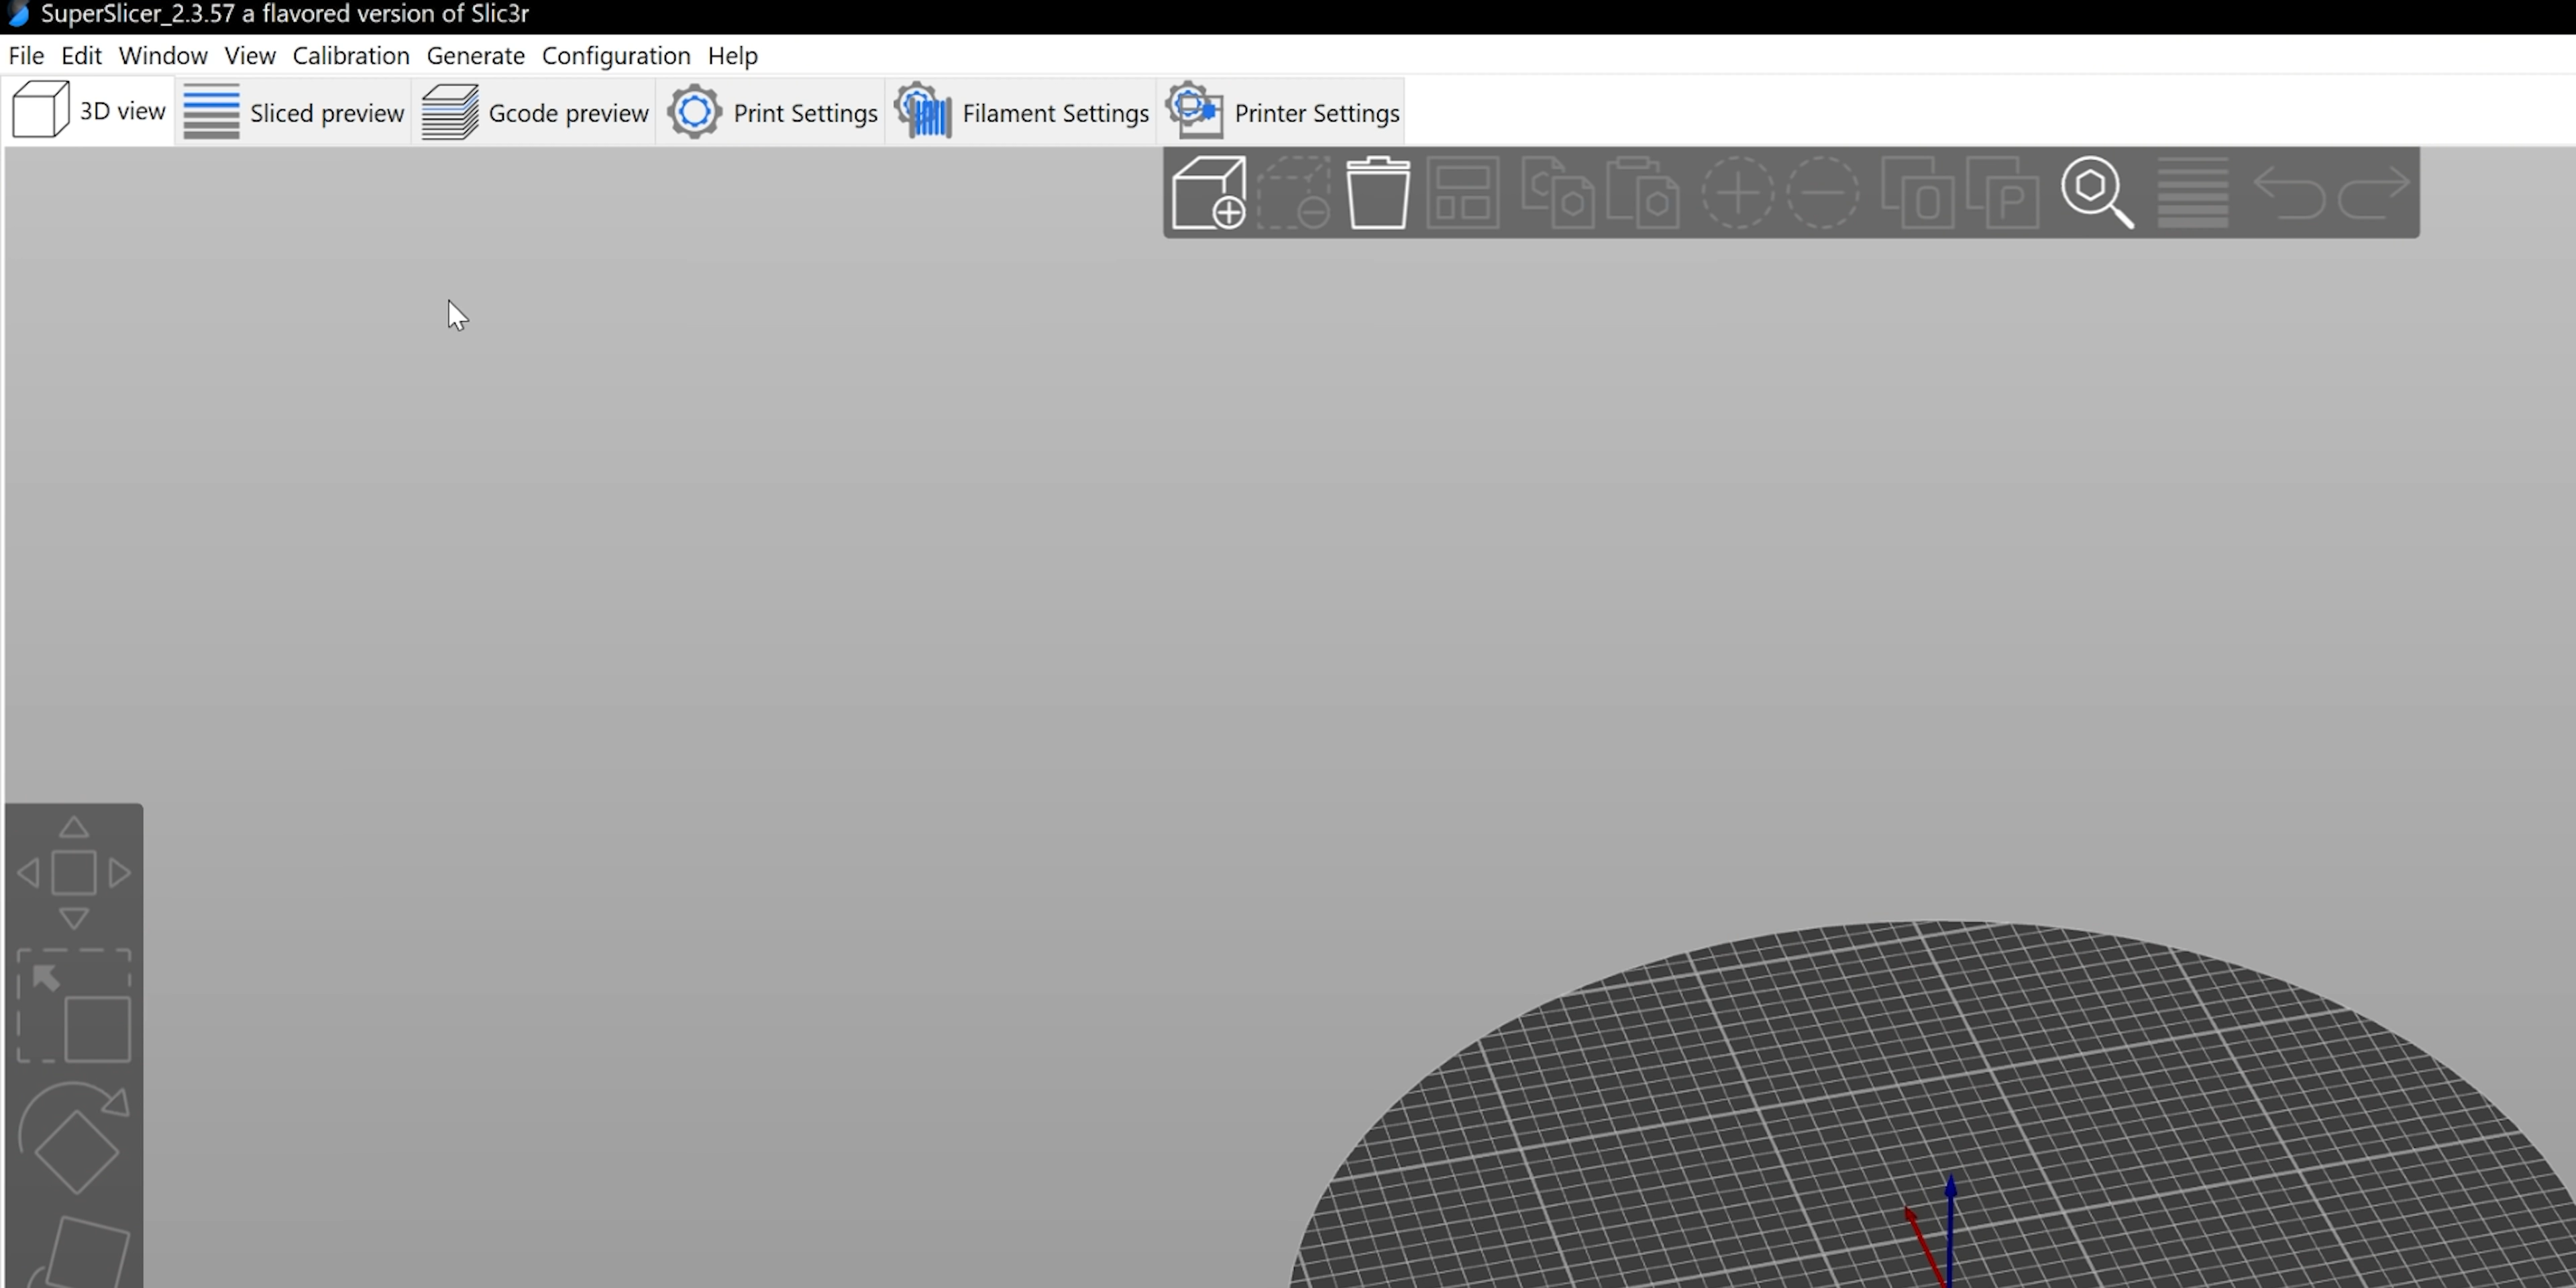 SuperSlicer_2.3.57 a flavored version of Slic3r
File Edit Window View Calibration Generate Configuration Help
3D view Sliced preview Gcode preview Print Settings Filament Settings Printer Settings
O P